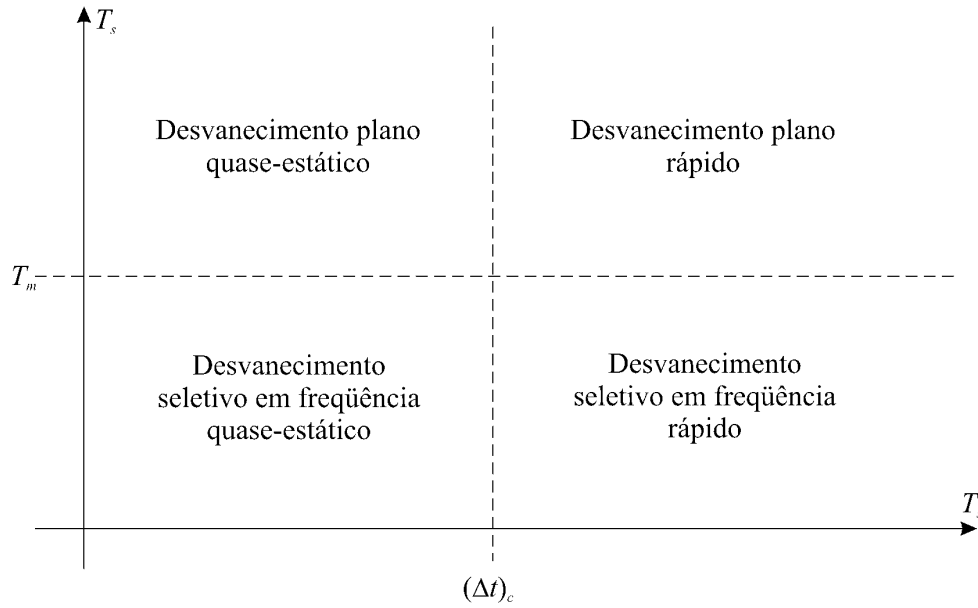 T_s
Desvanecimento plano
quase-estático
Desvanecimento plano
rápido
T_m
Desvanecimento
seletivo em freqüência
quase-estático
Desvanecimento
seletivo em freqüência
rápido
(Δt)_c